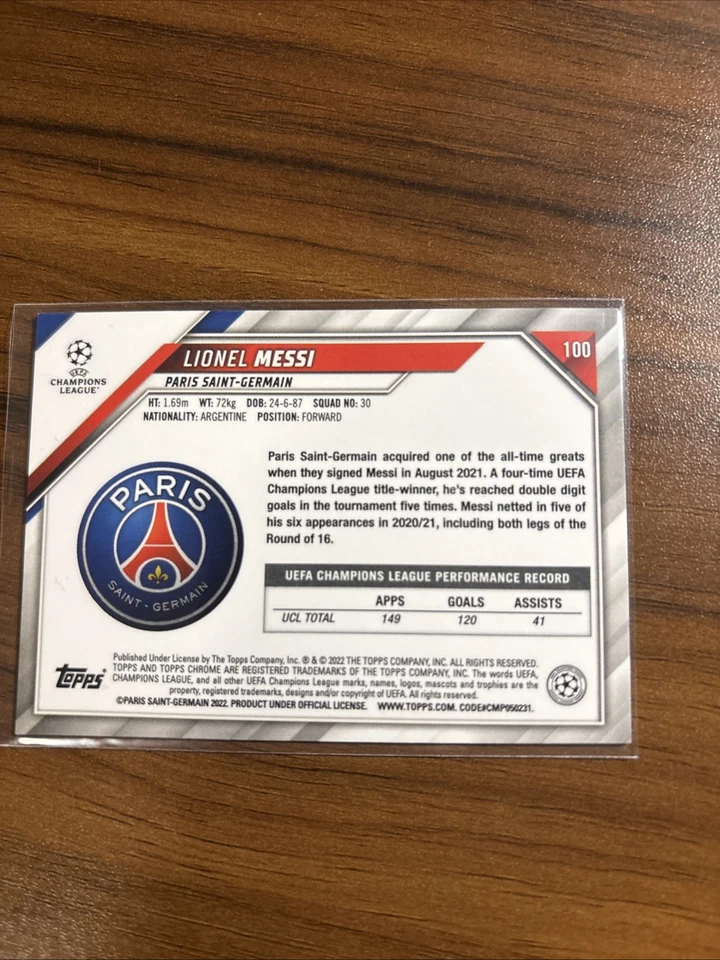 UEFA
CHAMPIONS
LEAGUE
LIONEL MESSI
100
PARIS SAINT-GERMAIN
HT: 1.69m WT: 72kg DOB: 24-6-87 SQUAD NO: 30
NATIONALITY: ARGENTINE POSITION: FORWARD
PARIS
SAINT-GERMAIN
Paris Saint-Germain acquired one of the all-time greats
when they signed Messi in August 2021. A four-time UEFA
Champions League title-winner, he's reached double digit
goals in the tournament five times. Messi netted in five of
his six appearances in 2020/21, including both legs of the
Round of 16.
UEFA CHAMPIONS LEAGUE PERFORMANCE RECORD
APPS GOALS ASSISTS
UCL TOTAL 149 120 41
Topps
Published Under License by The Topps Company, Inc. ® & © 2022 THE TOPPS COMPANY, INC. ALL RIGHTS RESERVED.
TOPPS AND TOPPS CHROME ARE REGISTERED TRADEMARKS OF THE TOPPS COMPANY, INC. The words UEFA,
CHAMPIONS LEAGUE, and all other UEFA Champions League marks, names, logos, mascots and trophies are the
property, registered trademarks, designs and/or copyright of UEFA. All rights reserved.
©PARIS SAINT-GERMAIN 2022. PRODUCT UNDER OFFICIAL LICENSE. WWW.TOPPS.COM. CODE#CMP050231.